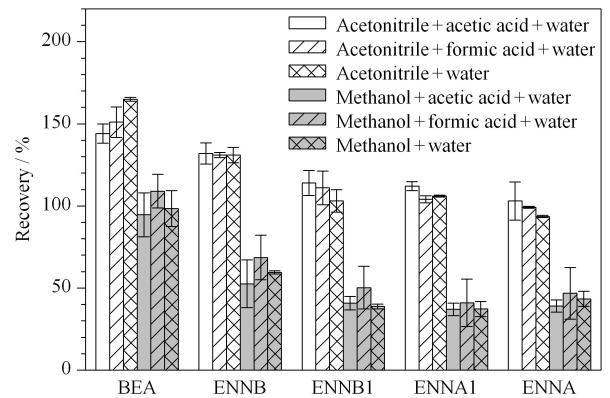 200
150
100
50
0
Recovery / %
Acetonitrile + acetic acid + water
Acetonitrile + formic acid + water
Acetonitrile + water
Methanol + acetic acid + water
Methanol + formic acid + water
Methanol + water
BEA ENNB ENNB1 ENNA1 ENNA